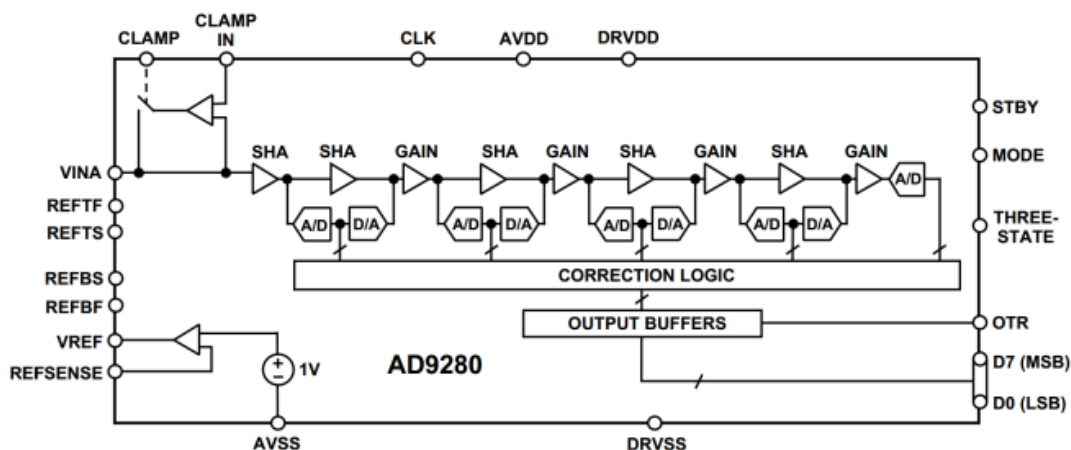 CLAMP
CLAMP
IN
CLK
AVDD
DRVDD
STBY
MODE
THREE-
STATE
OTR
D7 (MSB)
D0 (LSB)
VINA
REFTF
REFTS
REFBS
REFBF
VREF
REFSENSE
SHA
SHA
GAIN
SHA
GAIN
SHA
GAIN
SHA
GAIN
A/D
A/D
D/A
A/D
D/A
A/D
D/A
A/D
D/A
CORRECTION LOGIC
OUTPUT BUFFERS
+
−
1V
AD9280
AVSS
DRVSS